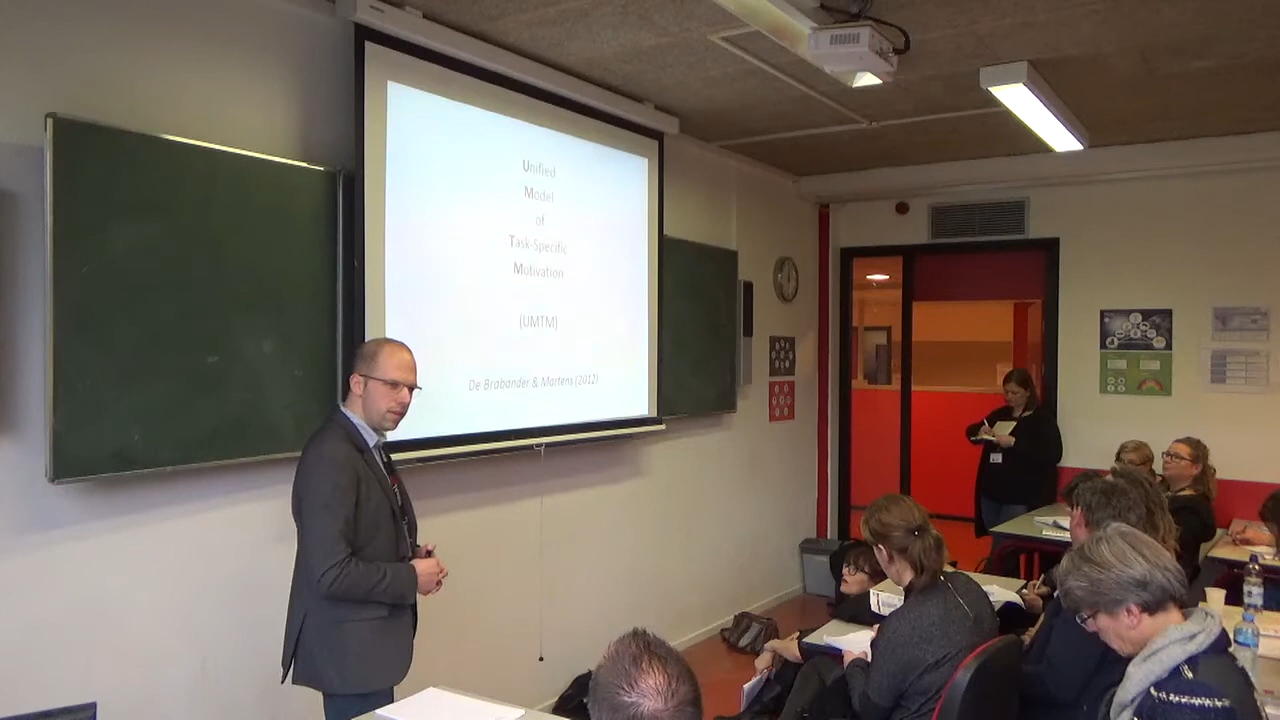 Unified
Model
of
Task-Specific
Motivation
(UMTM)
De Brabander & Martens (2012)